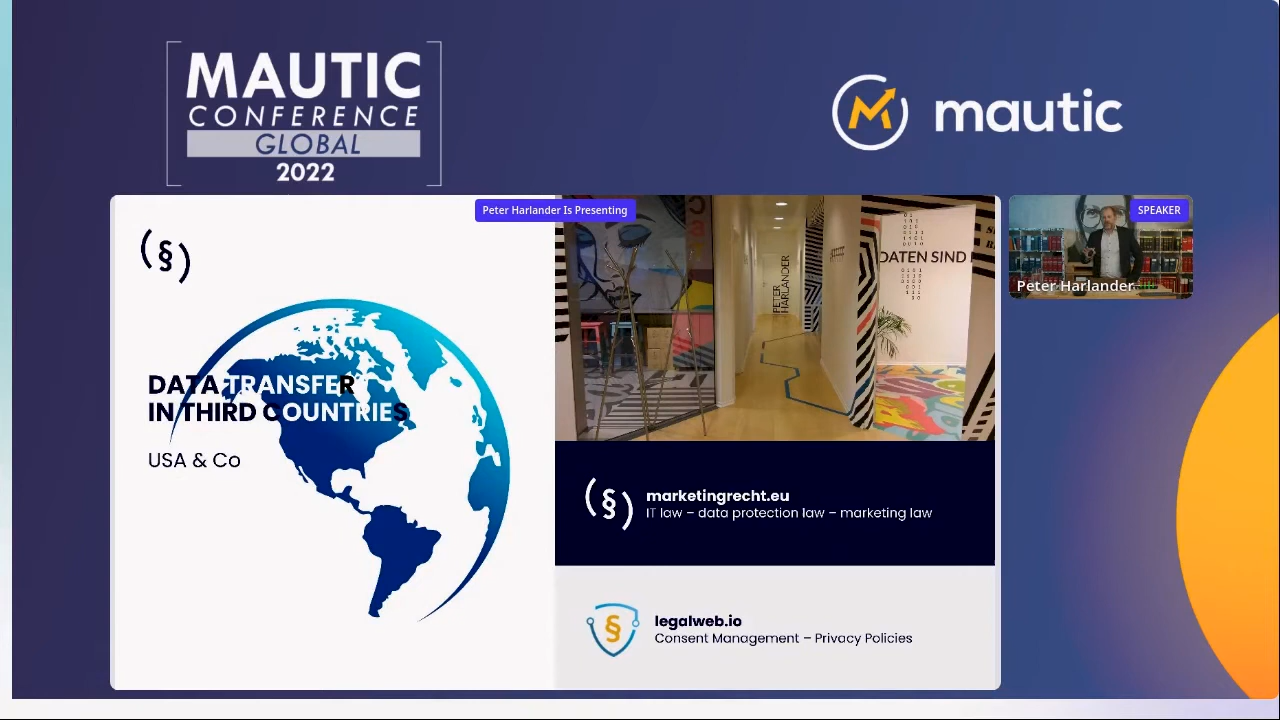 MAUTIC
CONFERENCE
GLOBAL
2022
mautic
Peter Harlander Is Presenting
SPEAKER
Peter Harlander
(§)
DATA TRANSFER
IN THIRD COUNTRIES
USA & Co
PETER
HARLANDER
DATEN SIND
(§)
marketingrecht.eu
IT law – data protection law – marketing law
§
legalweb.io
Consent Management – Privacy Policies